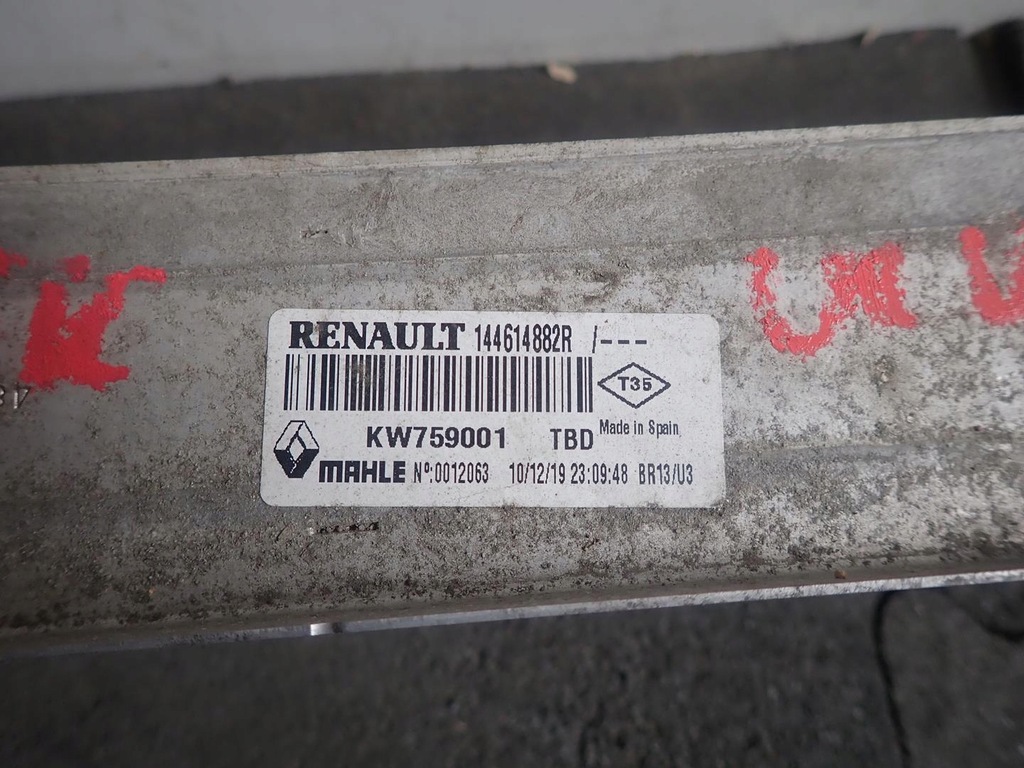 RENAULT 144614882R /---
T35
KW759001 TBD Made in Spain
MAHLE Nº:0012063 10/12/19 23:09:48 BR13/U3